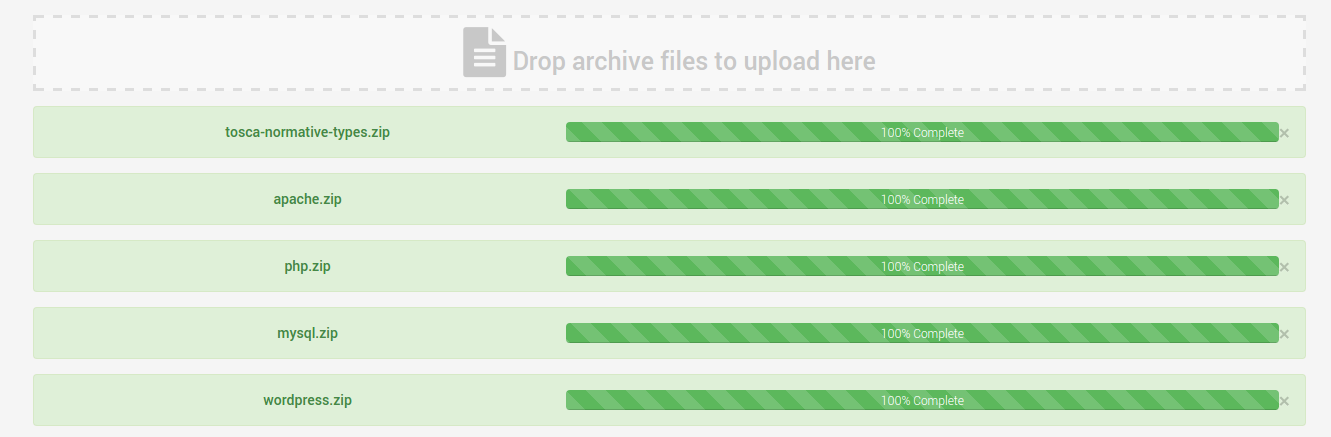 Drop archive files to upload here
tosca-normative-types.zip 100% Complete ×
apache.zip 100% Complete ×
php.zip 100% Complete ×
mysql.zip 100% Complete ×
wordpress.zip 100% Complete ×